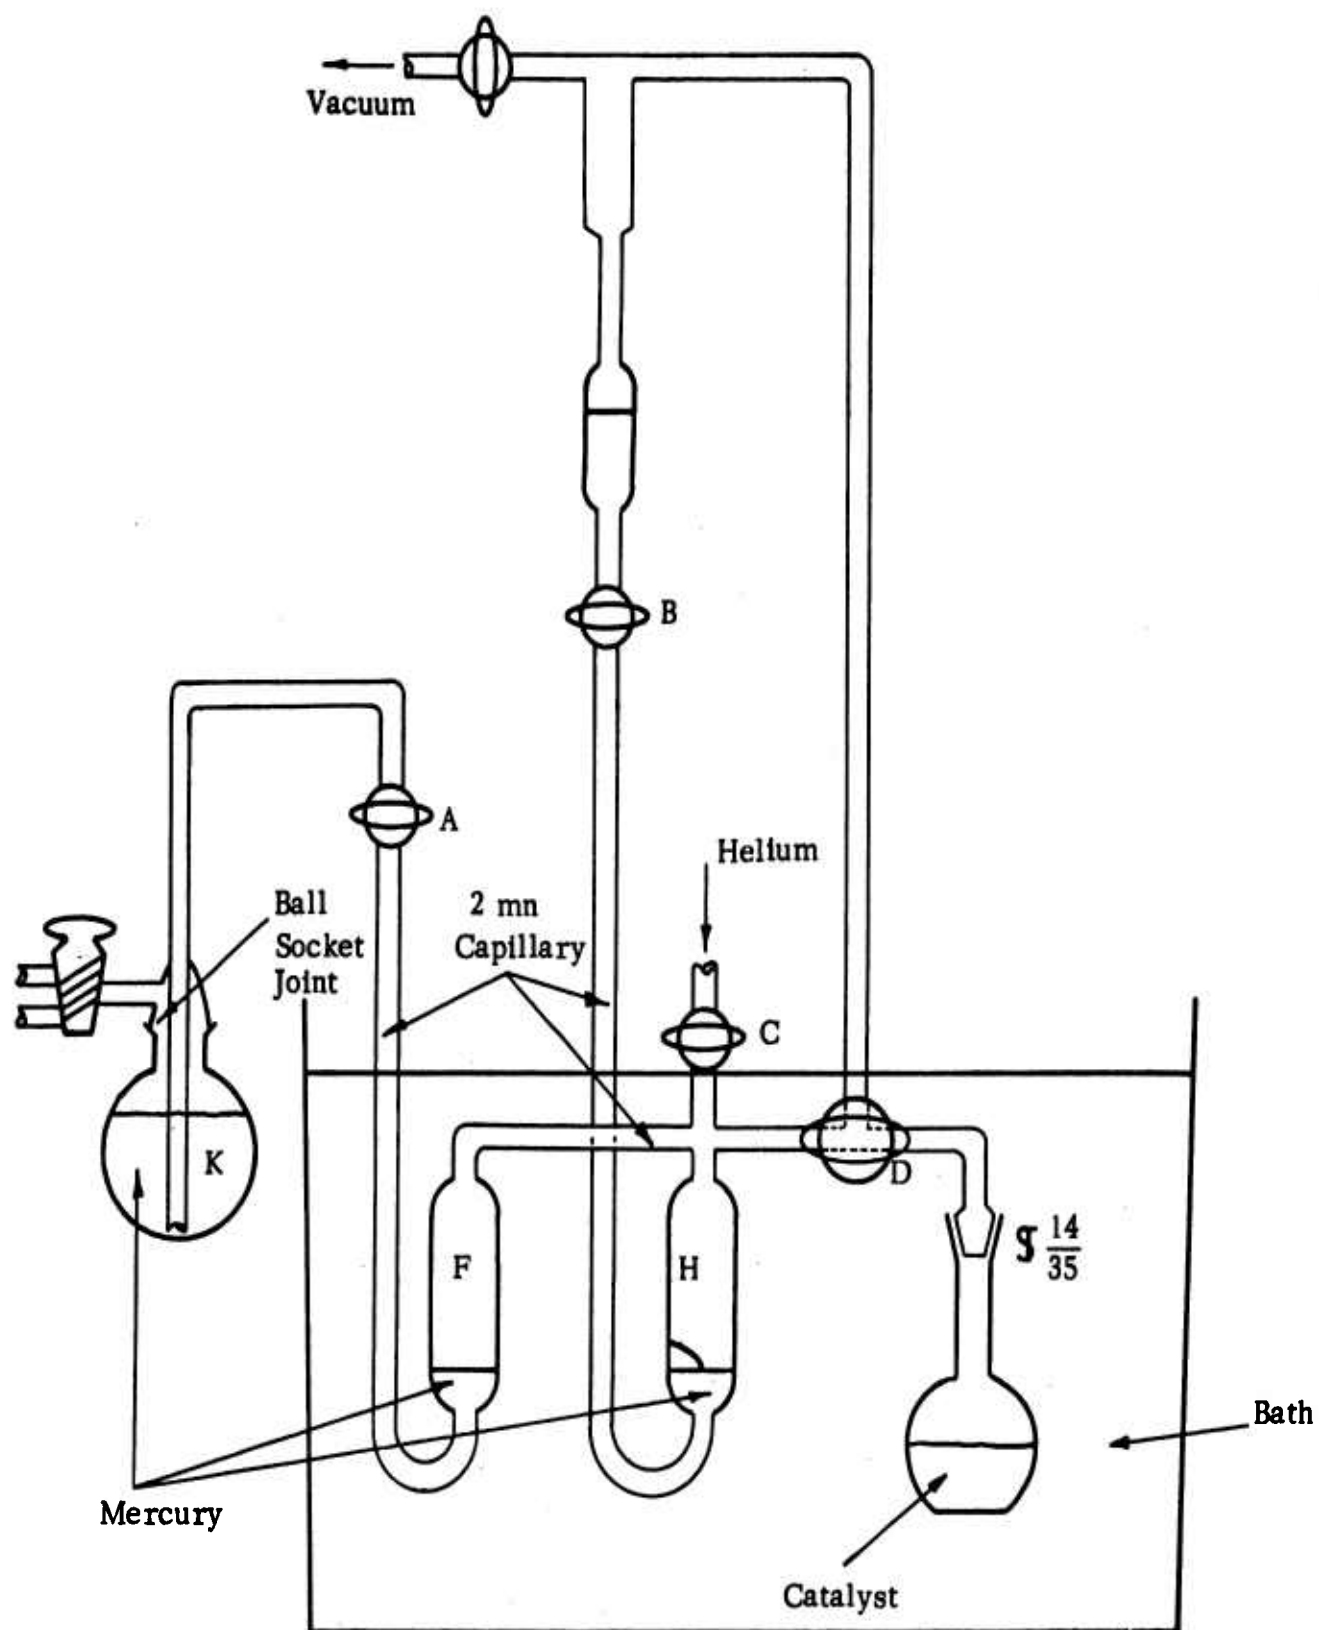 Vacuum
B
A
Helium
Ball
Socket
Joint
2 mn
Capillary
C
K
D
F
H
14
35
Bath
Mercury
Catalyst